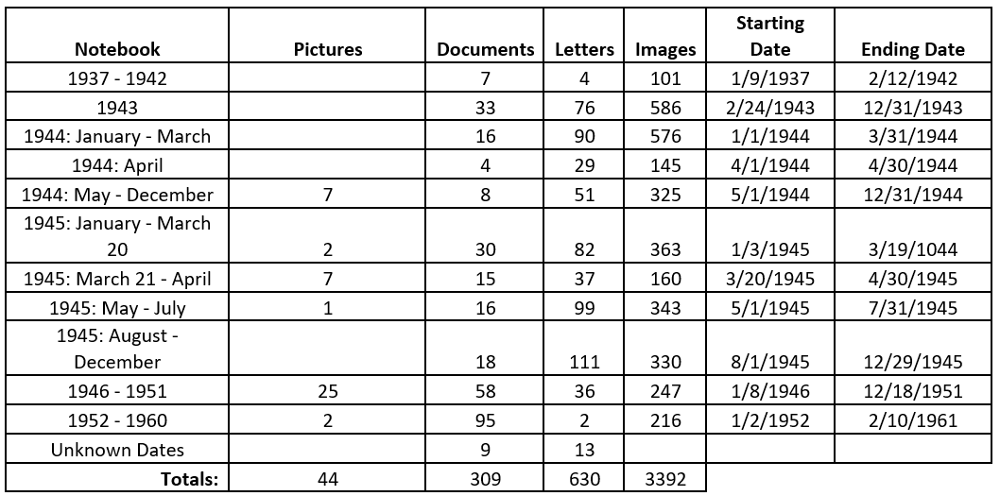 Notebook Pictures Documents Letters Images Starting Date Ending Date
1937 - 1942 7 4 101 1/9/1937 2/12/1942
1943 33 76 586 2/24/1943 12/31/1943
1944: January - March 16 90 576 1/1/1944 3/31/1944
1944: April 4 29 145 4/1/1944 4/30/1944
1944: May - December 7 8 51 325 5/1/1944 12/31/1944
1945: January - March 20 2 30 82 363 1/3/1945 3/19/1044
1945: March 21 - April 7 15 37 160 3/20/1945 4/30/1945
1945: May - July 1 16 99 343 5/1/1945 7/31/1945
1945: August - December 18 111 330 8/1/1945 12/29/1945
1946 - 1951 25 58 36 247 1/8/1946 12/18/1951
1952 - 1960 2 95 2 216 1/2/1952 2/10/1961
Unknown Dates 9 13
Totals: 44 309 630 3392